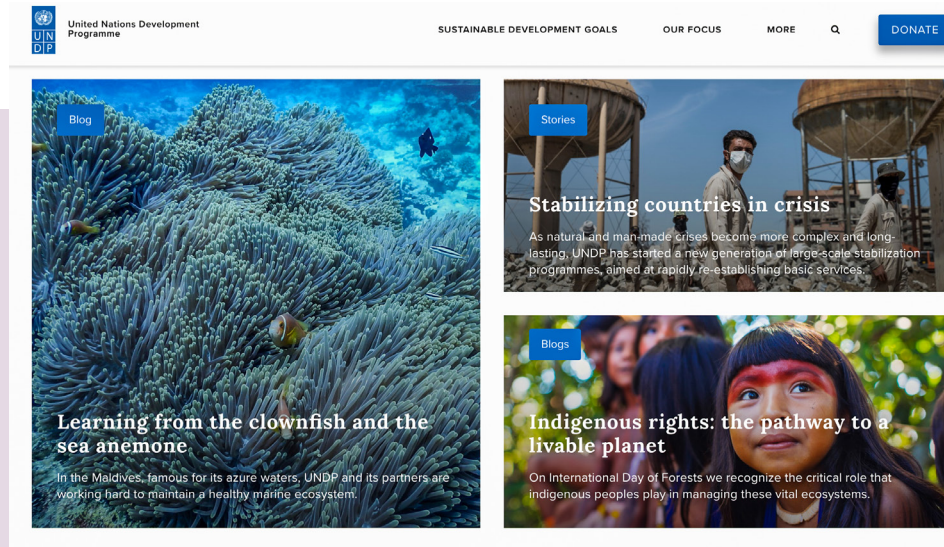 UN
DP
United Nations Development
Programme
SUSTAINABLE DEVELOPMENT GOALS
OUR FOCUS
MORE
DONATE
Blog
Learning from the clownfish and the
sea anemone
In the Maldives, famous for its azure waters, UNDP and its partners are
working hard to maintain a healthy marine ecosystem.
Stories
Stabilizing countries in crisis
As natural and man-made crises become more complex and long-
lasting, UNDP has started a new generation of large-scale stabilization
programmes, aimed at rapidly re-establishing basic services.
Blogs
Indigenous rights: the pathway to a
livable planet
On International Day of Forests we recognize the critical role that
indigenous peoples play in managing these vital ecosystems.